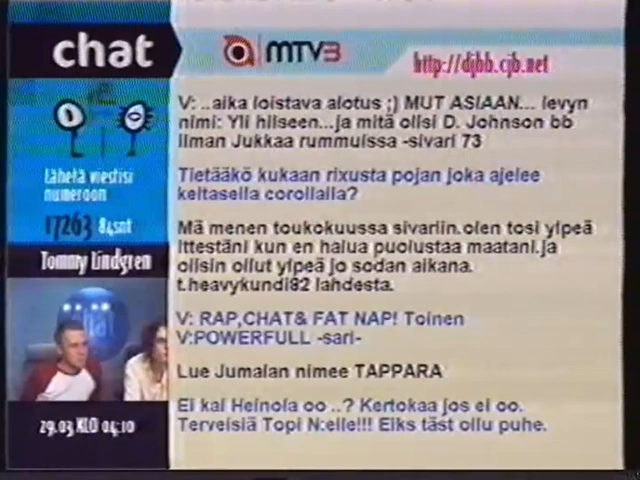 chat
MTV3
http://djbb.cjb.net
V: ..aika loistava alotus ;) MUT ASIAAN... levyn
nimi: Yli hilseen...ja mitä olisi D. Johnson bb
ilman Jukkaa rummuissa -sivari 73
Tietääkö kukaan rixusta pojan joka ajelee
keltasella corollalla?
Mä menen toukokuussa sivariin.olen tosi ylpeä
ittestäni kun en halua puolustaa maatani.ja
olisin ollut ylpeä jo sodan aikana.
t.heavykundi82 lahdesta.
V: RAP,CHAT& FAT NAP! Toinen
V:POWERFULL -sari-
Lue Jumalan nimee TAPPARA
Ei kai Heinola oo ..? Kertokaa jos ei oo.
Terveisiä Topi N:elle!!! Eiks täst ollu puhe.
Lähetä viestisi
numeroon
17263 84snt
Tommy Lindgren
29.03 KLO 04:10